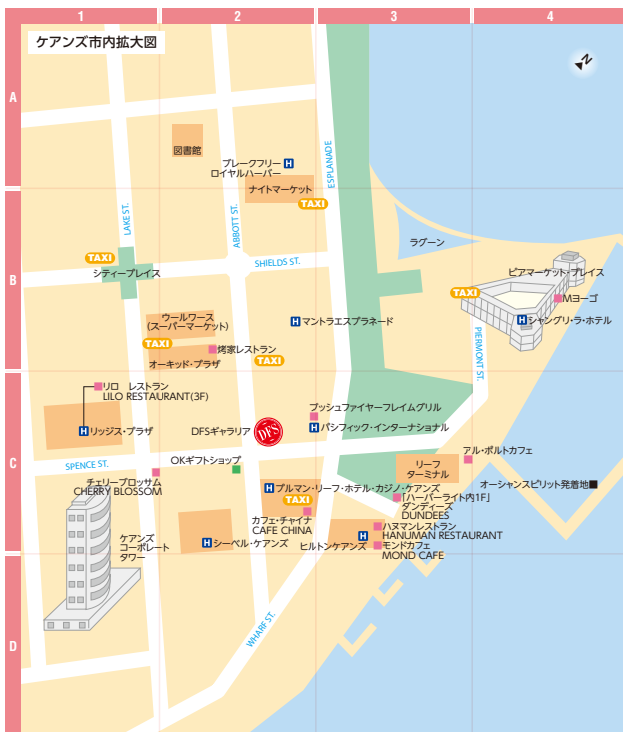 1
2
3
4
ケアンズ市内拡大図
N
A
図書館
ブレークフリー H
ロイヤルハーバー
ESPLANADE
ナイトマーケット
TAXI
LAKE ST.
ABBOTT ST.
B
ラグーン
TAXI
SHIELDS ST.
シティープレイス
ピアマーケット・プレイス
TAXI
Mヨーゴ
ウールワース
(スーパーマーケット)
H マントラエスプラネード
H シャングリ・ラ・ホテル
TAXI
烤家レストラン
オーキッド・プラザ
TAXI
PIERMONT ST.
リロ レストラン
LILO RESTAURANT(3F)
ブッシュファイヤーフレイムグリル
H リッジス・プラザ
DFSギャラリア
DFS
H パシフィック・インターナショナル
C
SPENCE ST.
OKギフトショップ
アル・ポルトカフェ
リーフ
ターミナル
チェリーブロッサム
CHERRY BLOSSOM
オーシャンスピリット発着地
H プルマン・リーフ・ホテル・カジノ・ケアンズ
TAXI
「ハーバーライト内1F」
ダンディーズ
DUNDEES
カフェ・チャイナ
CAFE CHINA
ハヌマンレストラン
HANUMAN RESTAURANT
ケアンズ
コーポレート
タワー
H シーベル・ケアンズ
H
ヒルトンケアンズ
モンドカフェ
MOND CAFE
WHARF ST.
D